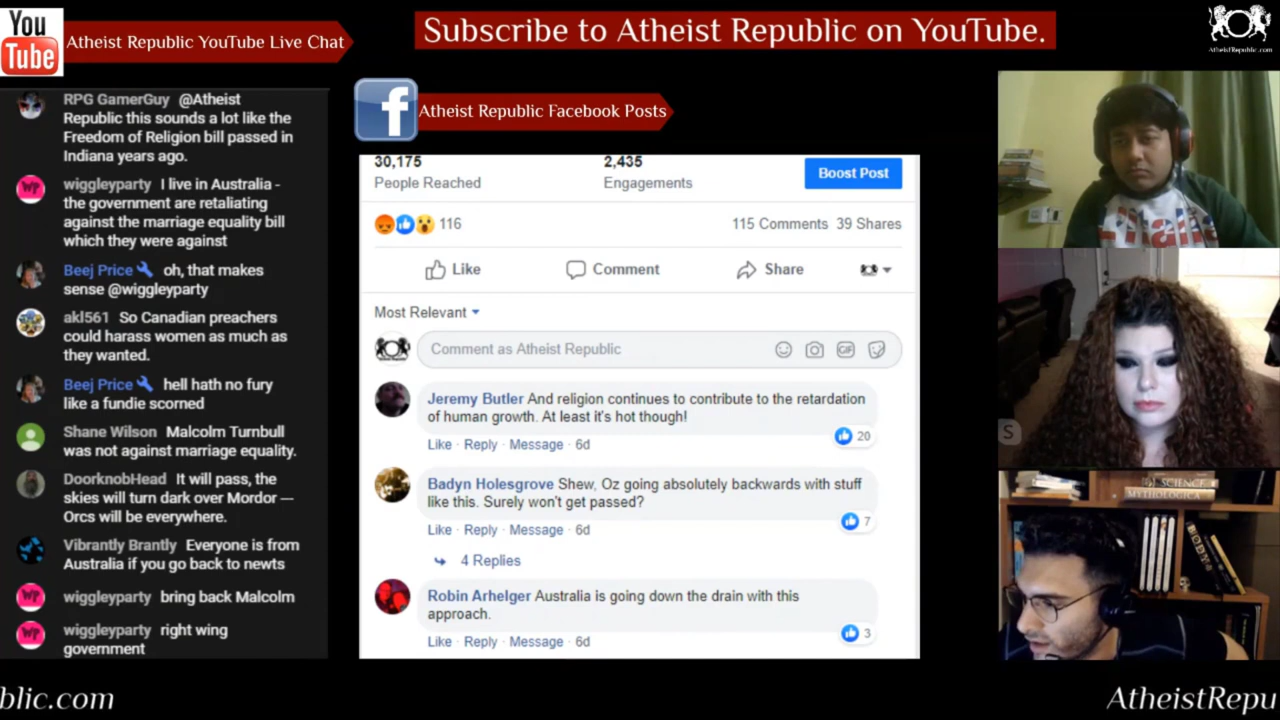 You
Tube
Atheist Republic YouTube Live Chat
Subscribe to Atheist Republic on YouTube.
AtheistRepublic.com
RPG GamerGuy @Atheist
Republic this sounds a lot like the
Freedom of Religion bill passed in
Indiana years ago.
wiggleyparty I live in Australia -
the government are retaliating
against the marriage equality bill
which they were against
Beej Price oh, that makes
sense @wiggleyparty
akl561 So Canadian preachers
could harass women as much as
they wanted.
Beej Price hell hath no fury
like a fundie scorned
Shane Wilson Malcolm Turnbull
was not against marriage equality.
DoorknobHead It will pass, the
skies will turn dark over Mordor —
Orcs will be everywhere.
Vibrantly Brantly Everyone is from
Australia if you go back to newts
WP
wiggleyparty bring back Malcolm
WP
wiggleyparty right wing
government
f
Atheist Republic Facebook Posts
30,175
People Reached
2,435
Engagements
Boost Post
116
115 Comments 39 Shares
Like
Comment
Share
Most Relevant
Comment as Atheist Republic
GIF
Jeremy Butler And religion continues to contribute to the retardation
of human growth. At least it's hot though!
20
Like · Reply · Message · 6d
Badyn Holesgrove Shew, Oz going absolutely backwards with stuff
like this. Surely won't get passed?
7
Like · Reply · Message · 6d
4 Replies
Robin Arhelger Australia is going down the drain with this
approach.
3
Like · Reply · Message · 6d
S
SCIENCE
MYTHOLOGICA
BODY
blic.com
AtheistRepu